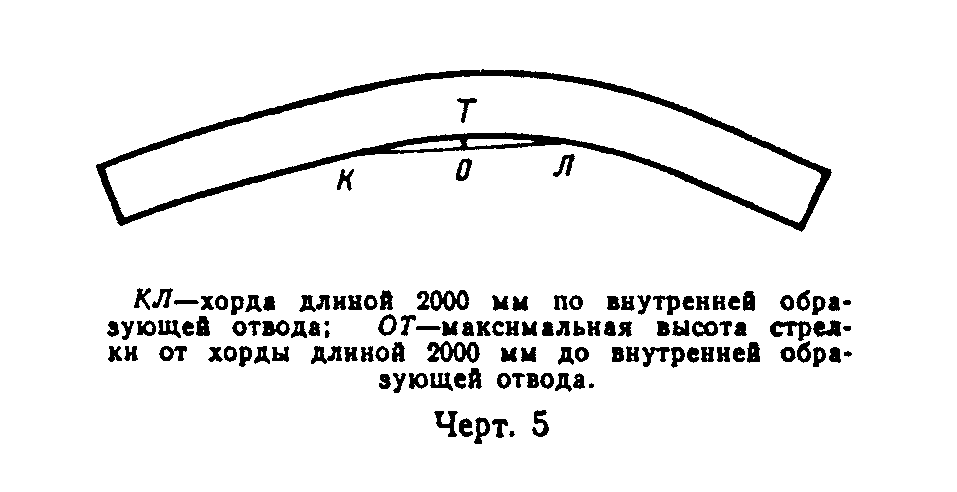 Т
К
О
Л
КЛ—хорда длиной 2000 мм по внутренней обра-
зующей отвода; ОТ—максимальная высота стрел-
ки от хорды длиной 2000 мм до внутренней обра-
зующей отвода.
Черт. 5